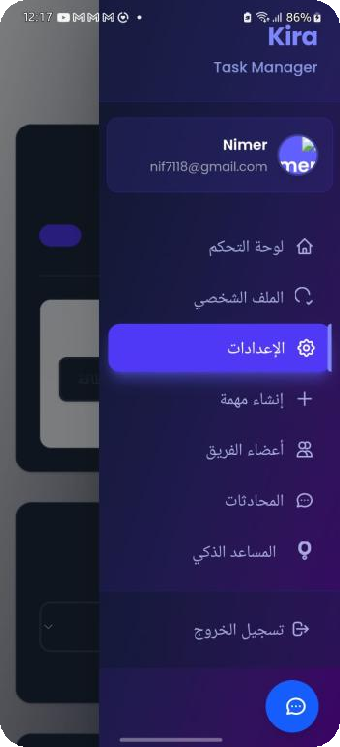 12:17
86%
Kira
Task Manager
Nimer
nif7118@gmail.com
لوحة التحكم
الملف الشخصي
الإعدادات
إنشاء مهمة
أعضاء الفريق
المحادثات
المساعد الذكي
تسجيل الخروج